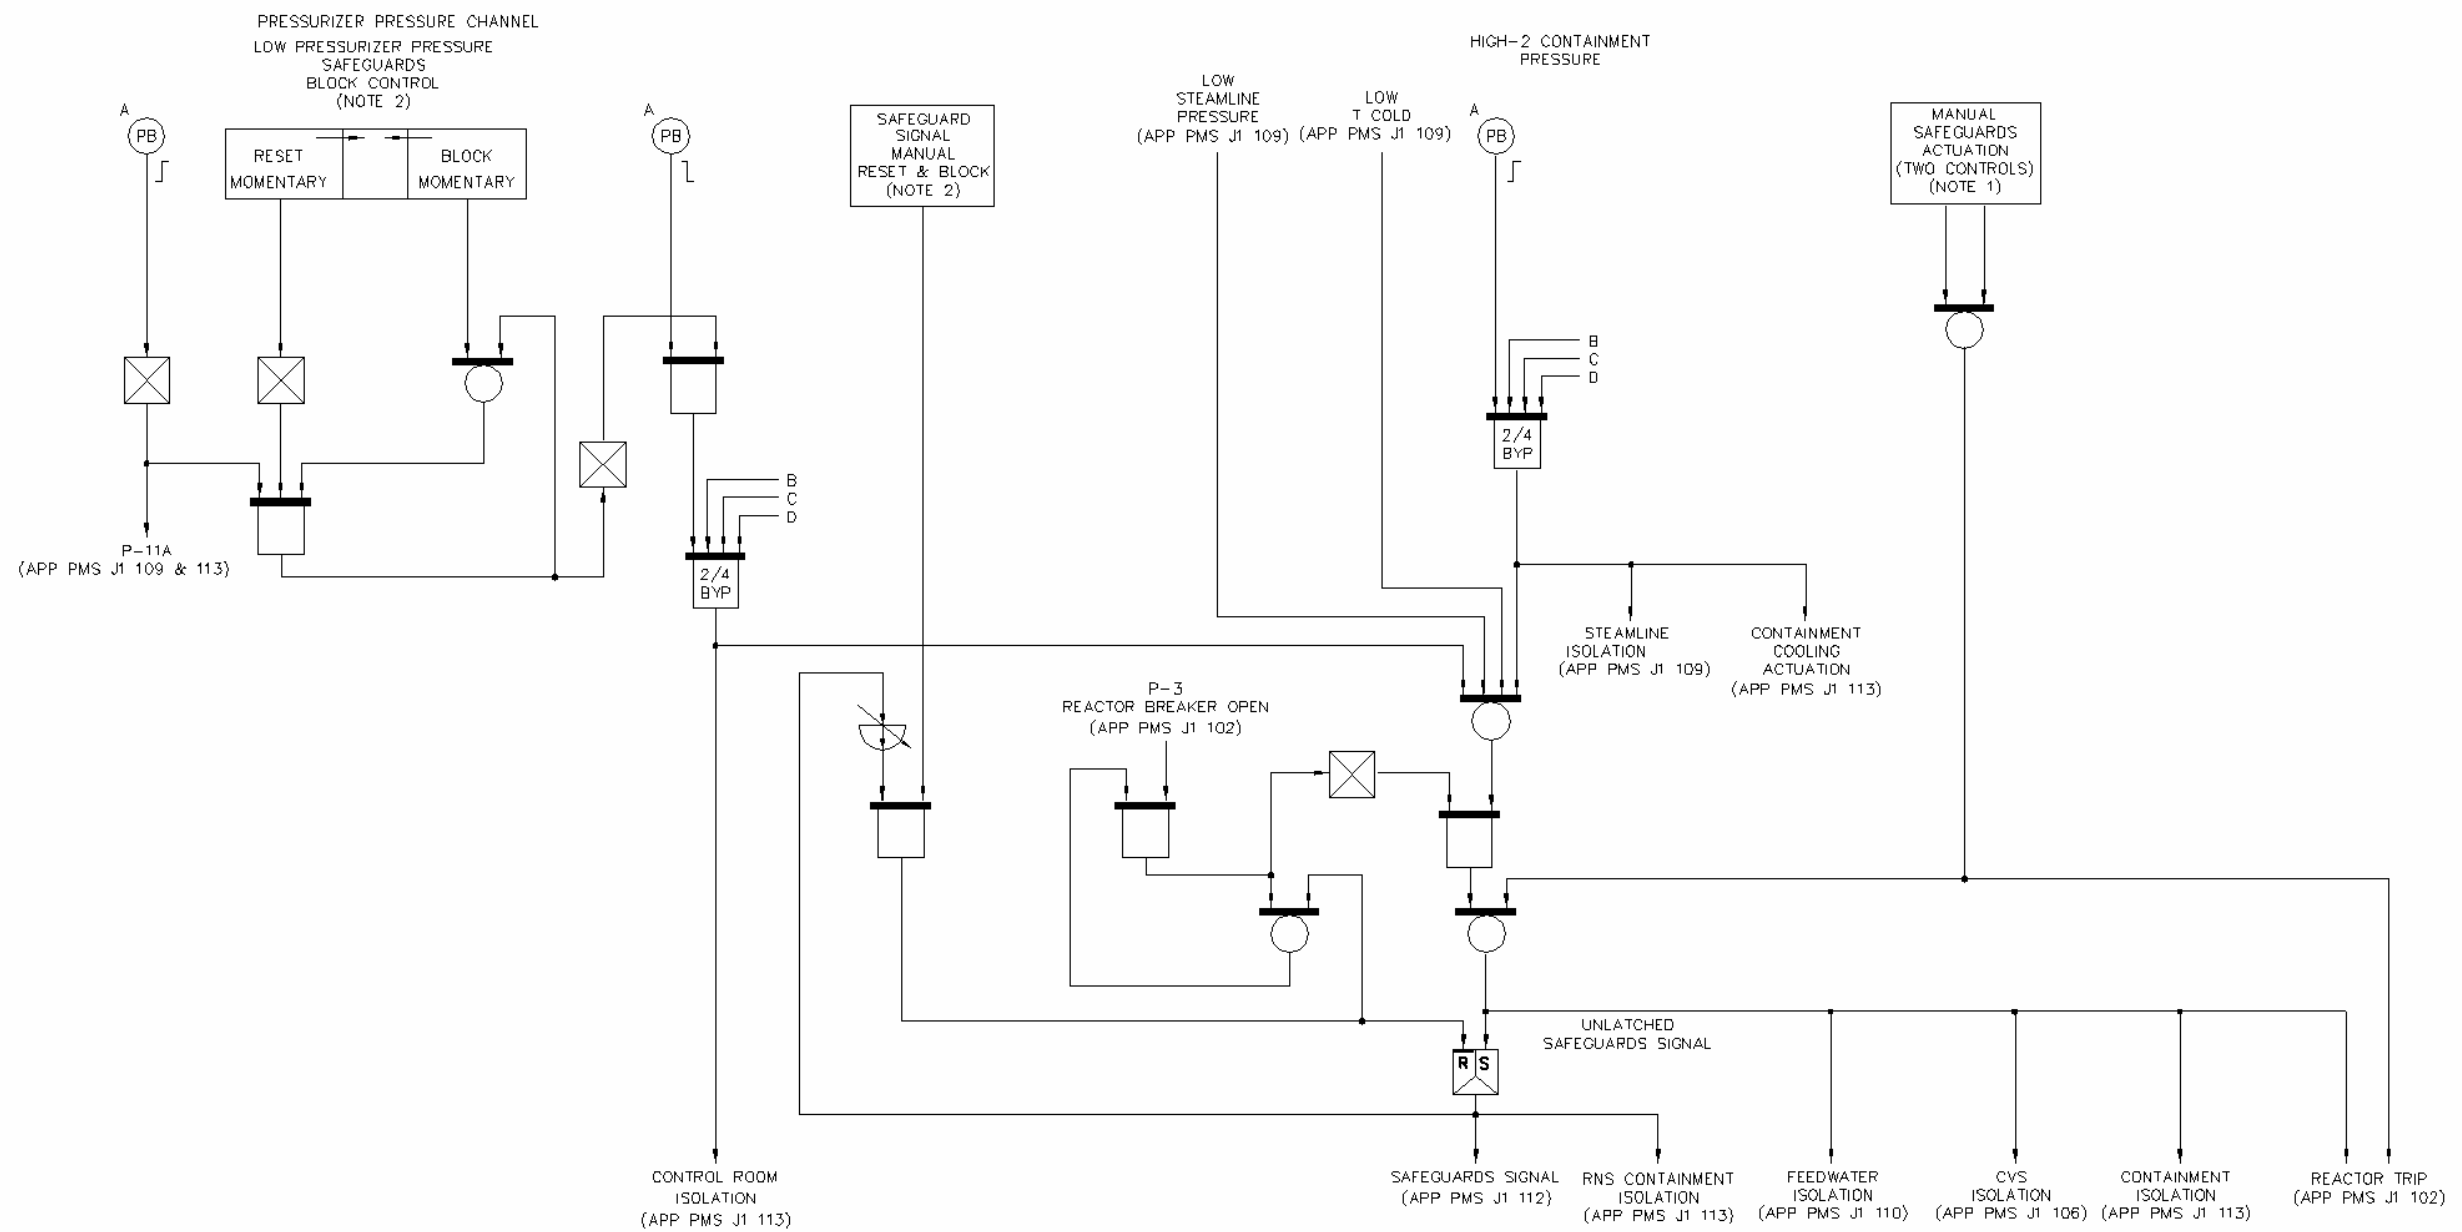 PRESSURIZER PRESSURE CHANNEL
LOW PRESSURIZER PRESSURE
SAFEGUARDS
BLOCK CONTROL
(NOTE 2)
A
PB
RESET
MOMENTARY
BLOCK
MOMENTARY
A
PB
SAFEGUARD
SIGNAL
MANUAL
RESET & BLOCK
(NOTE 2)
LOW
STEAMLINE
PRESSURE
(APP PMS J1 109)
LOW
T COLD
(APP PMS J1 109)
HIGH-2 CONTAINMENT
PRESSURE
A
PB
MANUAL
SAFEGUARDS
ACTUATION
(TWO CONTROLS)
(NOTE 1)
B
C
D
2/4
BYP
B
C
D
2/4
BYP
P-11A
(APP PMS J1 109 & 113)
STEAMLINE
ISOLATION
(APP PMS J1 109)
CONTAINMENT
COOLING
ACTUATION
(APP PMS J1 113)
P-3
REACTOR BREAKER OPEN
(APP PMS J1 102)
UNLATCHED
SAFEGUARDS SIGNAL
R S
CONTROL ROOM
ISOLATION
(APP PMS J1 113)
SAFEGUARDS SIGNAL
(APP PMS J1 112)
RNS CONTAINMENT
ISOLATION
(APP PMS J1 113)
FEEDWATER
ISOLATION
(APP PMS J1 110)
CVS
ISOLATION
(APP PMS J1 106)
CONTAINMENT
ISOLATION
(APP PMS J1 113)
REACTOR TRIP
(APP PMS J1 102)